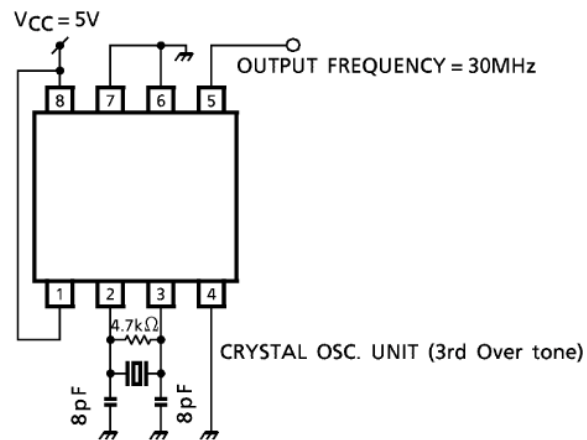 VCC = 5V
OUTPUT FREQUENCY = 30MHz
8 7 6 5
1 2 3 4
4.7kΩ
CRYSTAL OSC. UNIT (3rd Over tone)
8pF 8pF